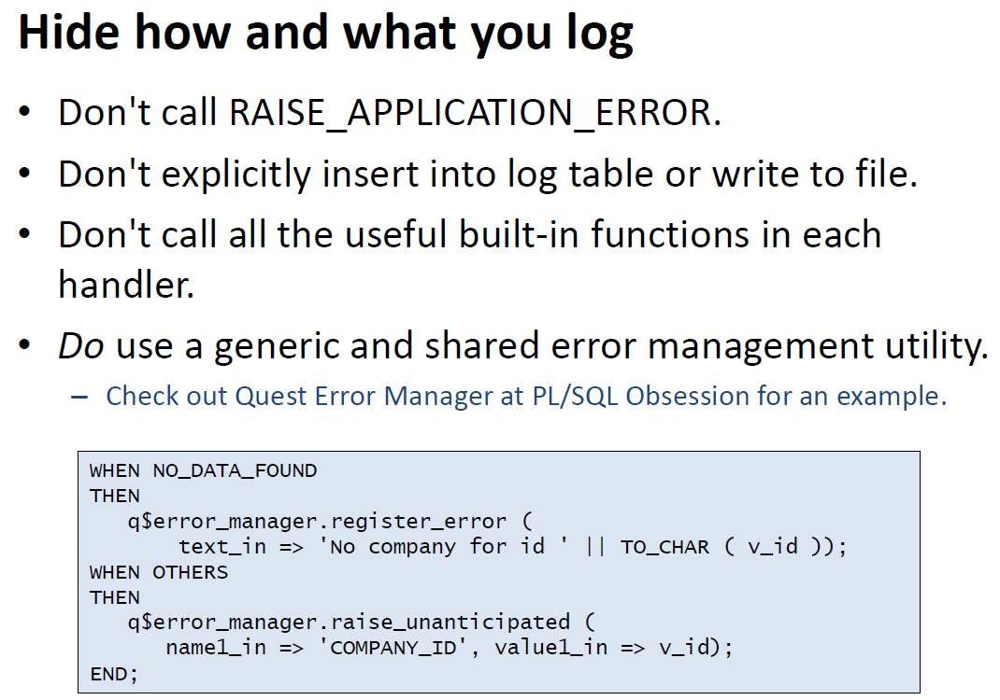 Hide how and what you log
• Don't call RAISE_APPLICATION_ERROR.
• Don't explicitly insert into log table or write to file.
• Don't call all the useful built-in functions in each
handler.
• Do use a generic and shared error management utility.
– Check out Quest Error Manager at PL/SQL Obsession for an example.
WHEN NO_DATA_FOUND
THEN
   q$error_manager.register_error (
       text_in => 'No company for id ' || TO_CHAR ( v_id ));
WHEN OTHERS
THEN
   q$error_manager.raise_unanticipated (
      name1_in => 'COMPANY_ID', value1_in => v_id);
END;